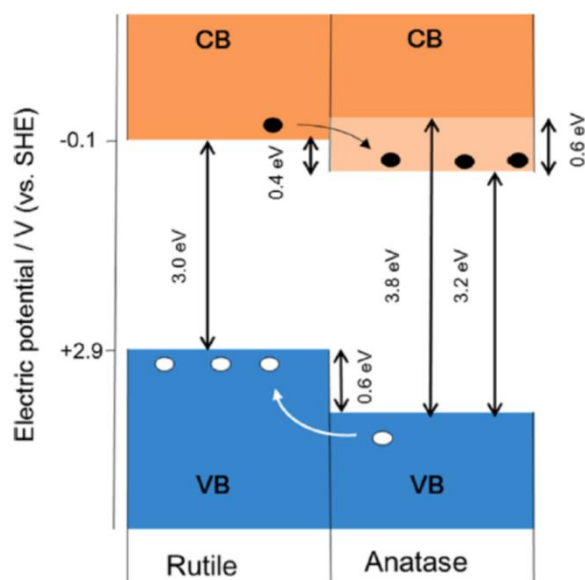 CB
CB
-0.1
0.4 eV
0.6 eV
3.0 eV
3.8 eV
3.2 eV
+2.9
0.6 eV
VB
VB
Rutile
Anatase
Electric potential / V (vs. SHE)